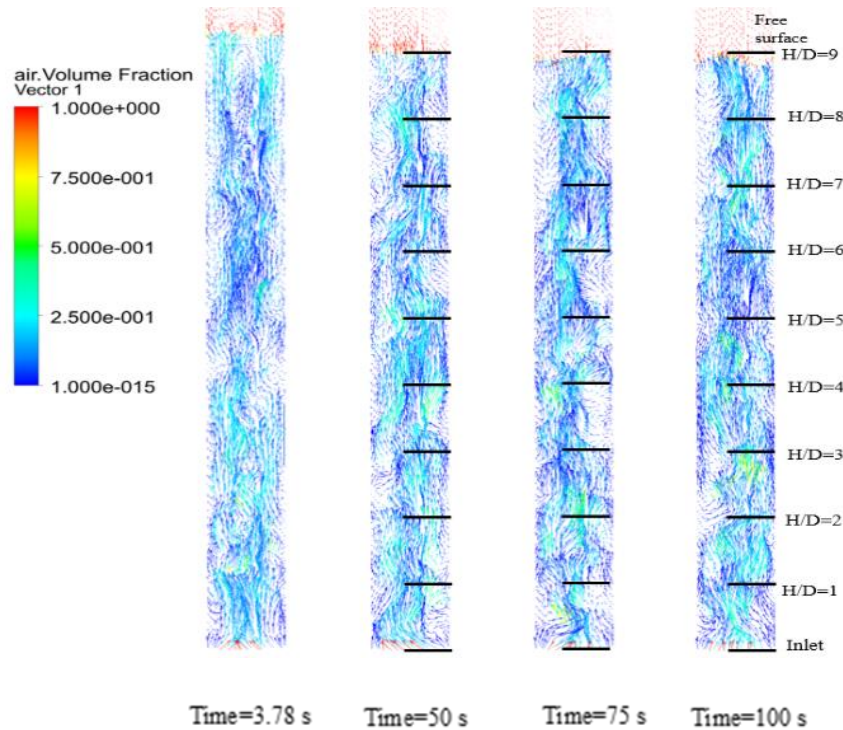 Free
surface
H/D=9
air.Volume Fraction
Vector 1
1.000e+000
7.500e-001
5.000e-001
2.500e-001
1.000e-015
H/D=8
H/D=7
H/D=6
H/D=5
H/D=4
H/D=3
H/D=2
H/D=1
Inlet
Time=3.78 s
Time=50 s
Time=75 s
Time=100 s